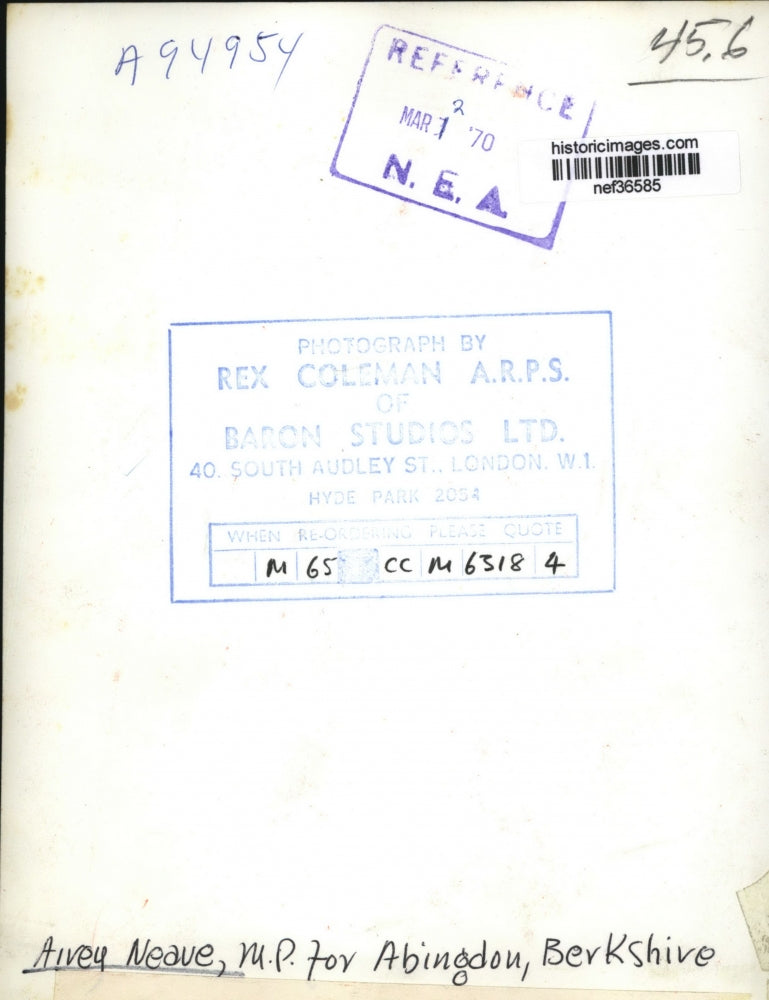 A94954
45.6
REFERENCE
MAR 2 '70
N. E. A.
historicimages.com
nef36585
PHOTOGRAPH BY
REX COLEMAN A.R.P.S.
OF
BARON STUDIOS LTD.
40. SOUTH AUDLEY ST., LONDON. W.1.
HYDE PARK 2054
WHEN RE-ORDERING PLEASE QUOTE
M 65 CC M 6318 4
Airey Neave, M.P. for Abingdon, Berkshire